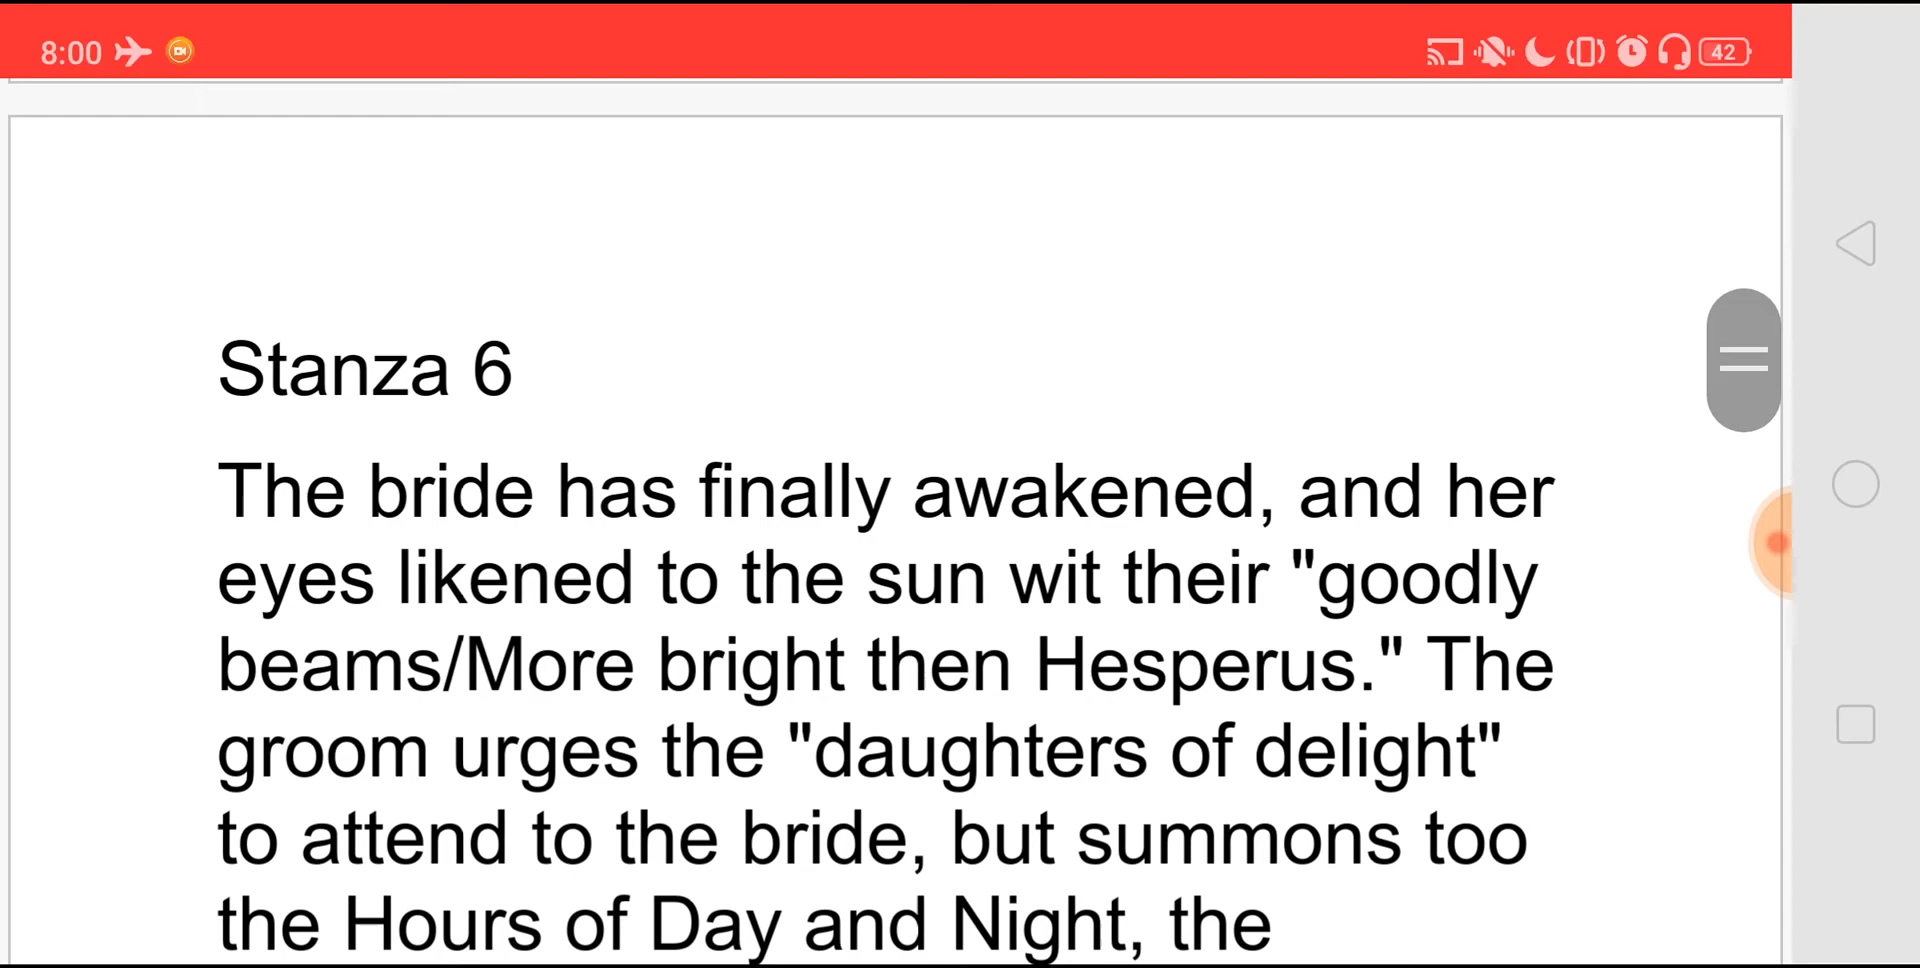 8:00
42
Stanza 6
The bride has finally awakened, and her
eyes likened to the sun wit their "goodly
beams/More bright then Hesperus." The
groom urges the "daughters of delight"
to attend to the bride, but summons too
the Hours of Day and Night, the